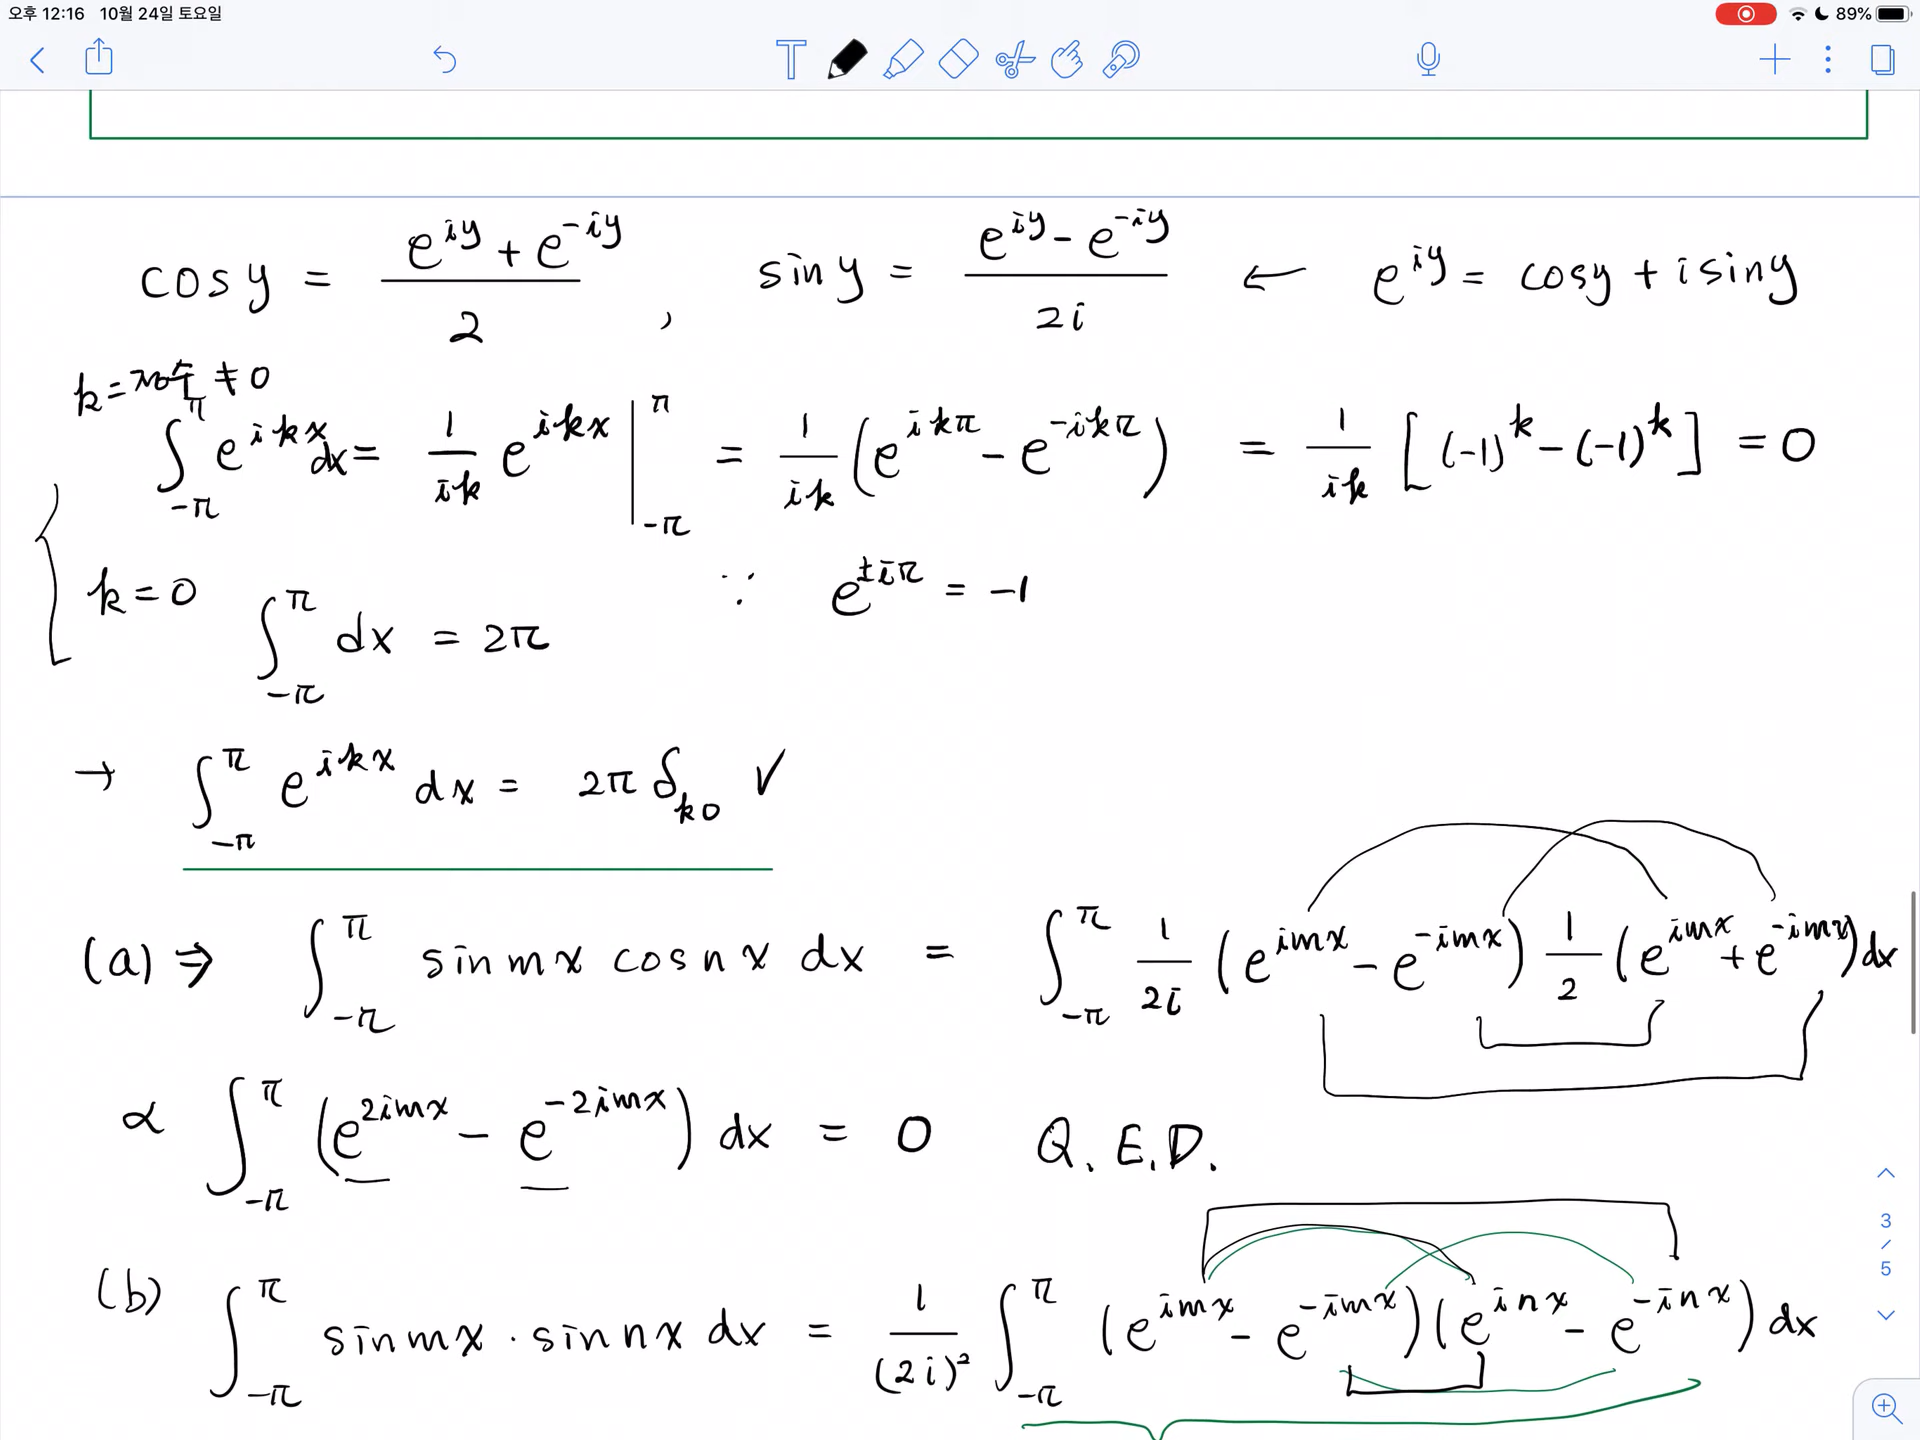 오후 12:16 10월 24일 토요일 89%
cos y = (e^{iy} + e^{-iy})/2 , sin y = (e^{iy} - e^{-iy})/2i ← e^{iy} = cos y + i sin y
k = 정수 ≠ 0
∫_{-π}^{π} e^{ikx} dx = 1/(ik) e^{ikx} |_{-π}^{π} = 1/(ik) (e^{ikπ} - e^{-ikπ}) = 1/(ik) [(-1)^k - (-1)^k] = 0
k = 0 ∫_{-π}^{π} dx = 2π ∵ e^{±iπ} = -1
→ ∫_{-π}^{π} e^{ikx} dx = 2π δ_{k0} ✓
(a) ⇒ ∫_{-π}^{π} sin mx cos nx dx = ∫_{-π}^{π} 1/(2i) (e^{imx} - e^{-imx}) 1/2 (e^{imx} + e^{-imx}) dx
∝ ∫_{-π}^{π} (e^{2imx} - e^{-2imx}) dx = 0 Q.E.D.
3
/
5
(b) ∫_{-π}^{π} sin mx · sin nx dx = 1/(2i)² ∫_{-π}^{π} (e^{imx} - e^{-imx})(e^{inx} - e^{-inx}) dx